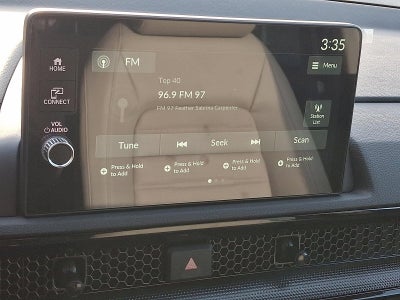 3:35
HOME
FM
Menu
Top 40
CONNECT
96.9 FM 97
FM 97 Feather Sabrina Carpenter
Station
List
VOL
AUDIO
Tune
Seek
Scan
Press & Hold
to Add
Press & Hold
to Add
Press & Hold
to Add
Press & Hold
to Add